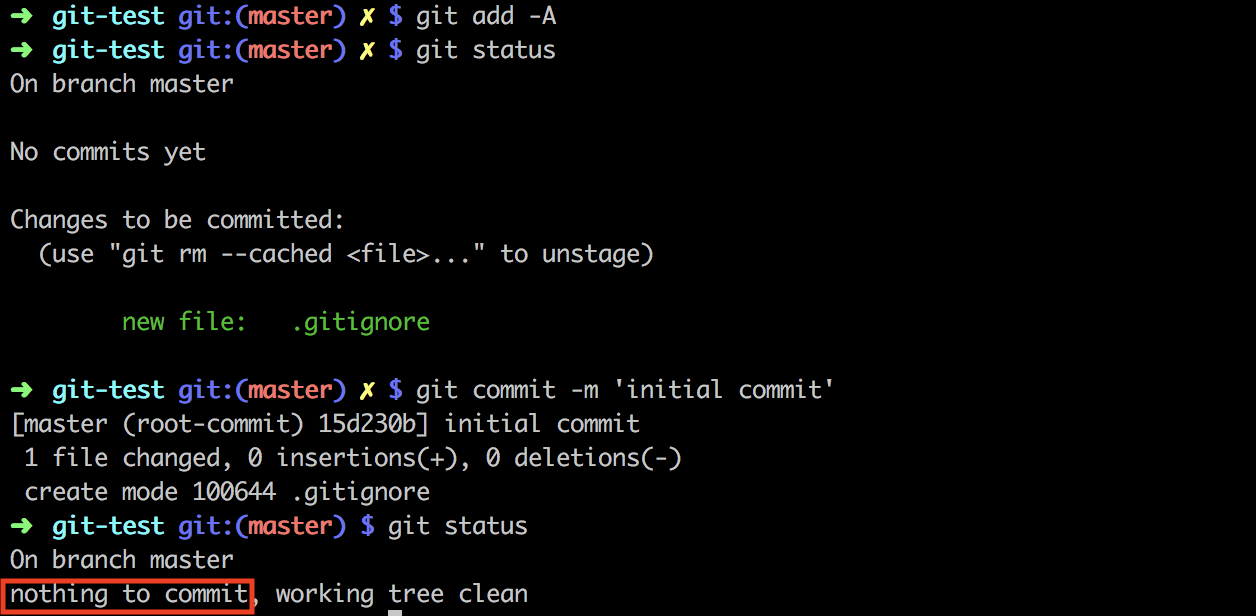 ➜ git-test git:(master) ✗ $ git add -A
➜ git-test git:(master) ✗ $ git status
On branch master
No commits yet
Changes to be committed:
  (use "git rm --cached <file>..." to unstage)
        new file:   .gitignore
➜ git-test git:(master) ✗ $ git commit -m 'initial commit'
[master (root-commit) 15d230b] initial commit
 1 file changed, 0 insertions(+), 0 deletions(-)
 create mode 100644 .gitignore
➜ git-test git:(master) $ git status
On branch master
nothing to commit, working tree clean